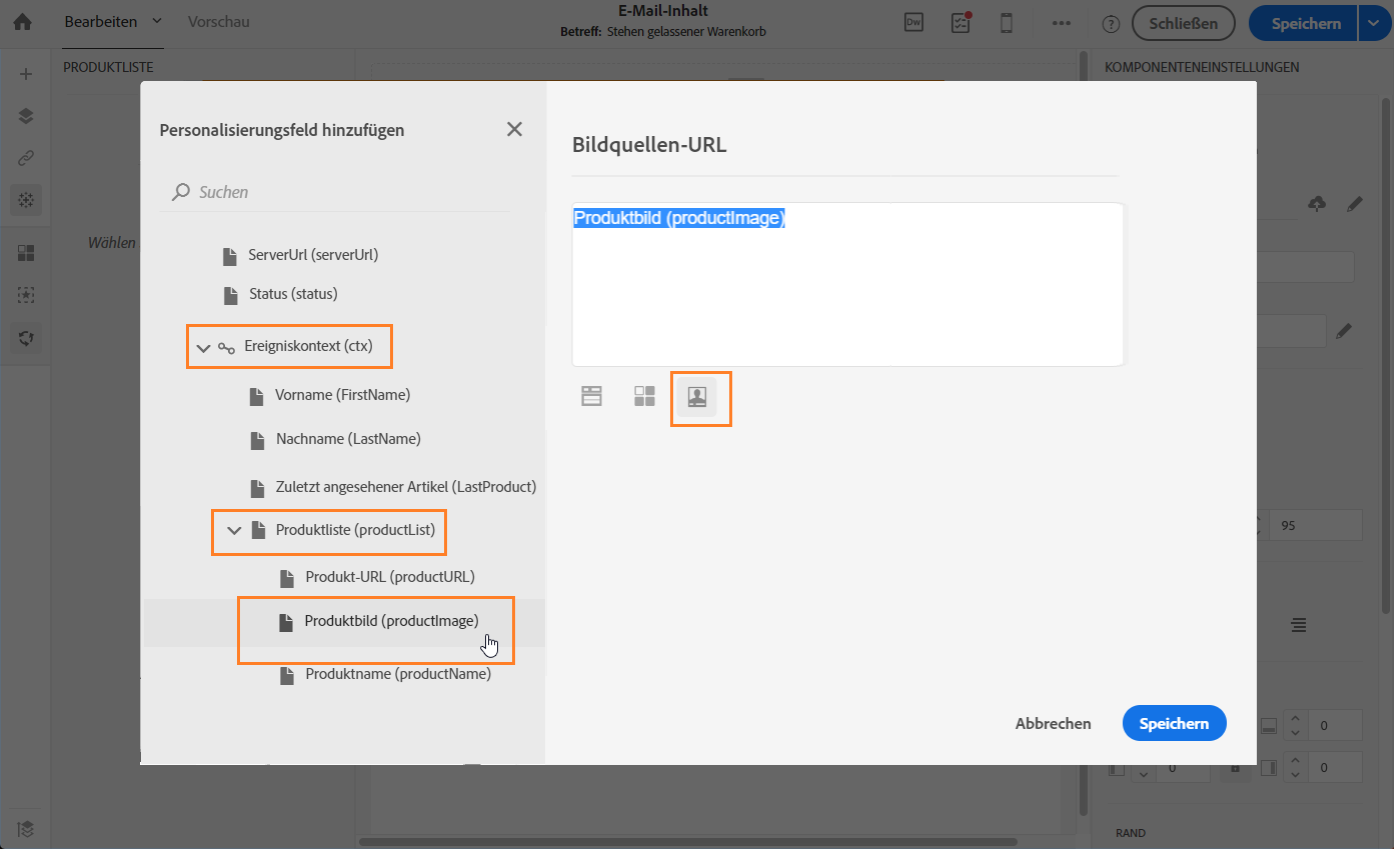 Bearbeiten
Vorschau
E-Mail-Inhalt
Betreff: Stehen gelassener Warenkorb
Dw
?
Schließen
Speichern
PRODUKTLISTE
KOMPONENTENEINSTELLUNGEN
Wählen
Personalisierungsfeld hinzufügen
Suchen
ServerUrl (serverUrl)
Status (status)
Ereigniskontext (ctx)
Vorname (FirstName)
Nachname (LastName)
Zuletzt angesehener Artikel (LastProduct)
Produktliste (productList)
Produkt-URL (productURL)
Produktbild (productImage)
Produktname (productName)
Bildquellen-URL
Produktbild (productImage)
Abbrechen
Speichern
95
0
0
0
RAND